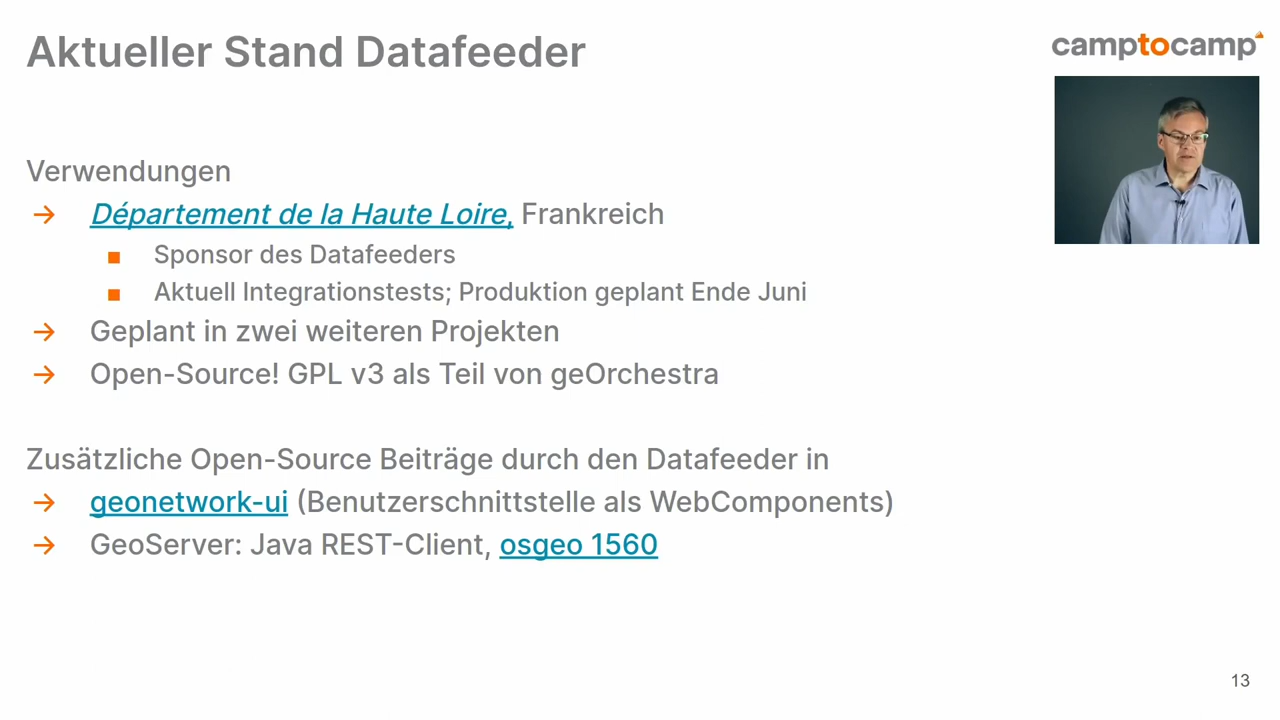 Aktueller Stand Datafeeder
camptocamp
Verwendungen
→ Département de la Haute Loire, Frankreich
■ Sponsor des Datafeeders
■ Aktuell Integrationstests; Produktion geplant Ende Juni
→ Geplant in zwei weiteren Projekten
→ Open-Source! GPL v3 als Teil von geOrchestra
Zusätzliche Open-Source Beiträge durch den Datafeeder in
→ geonetwork-ui (Benutzerschnittstelle als WebComponents)
→ GeoServer: Java REST-Client, osgeo 1560
13